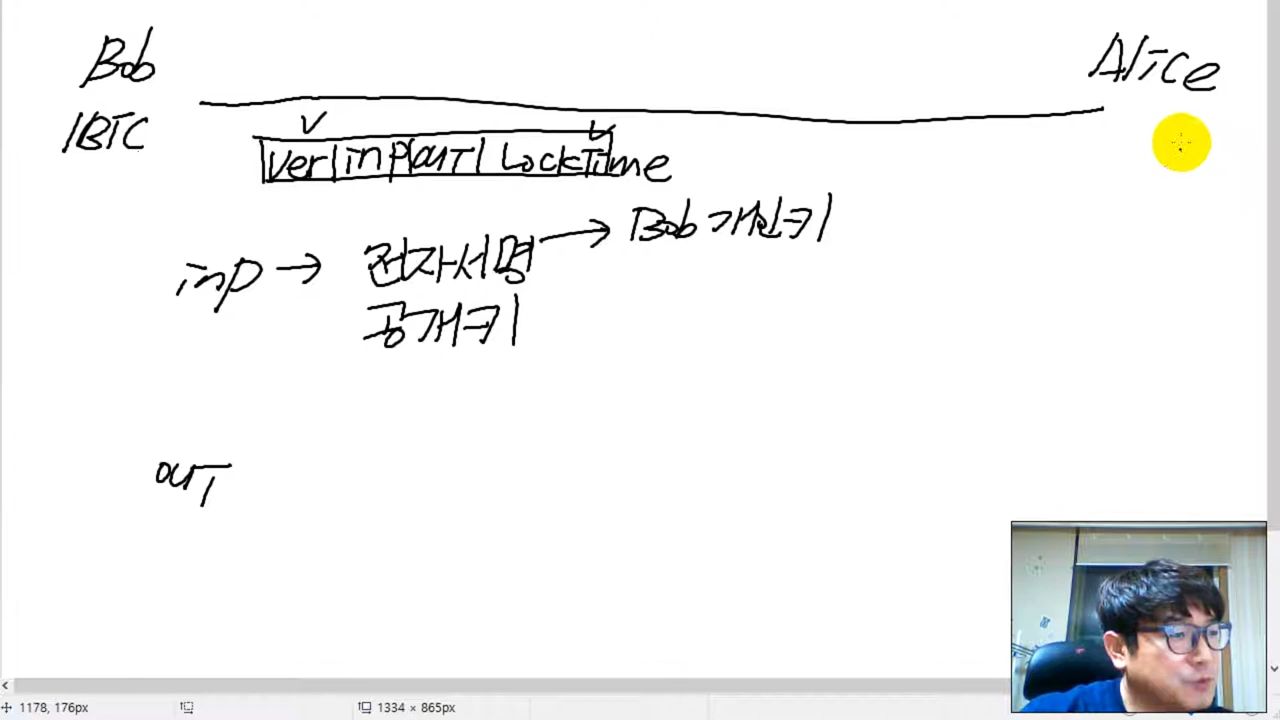 Bob
Alice
1BTC
ver inp out LockTime
inp → 전자서명 → Bob 개인키
공개키
out
1178, 176px
1334 × 865px